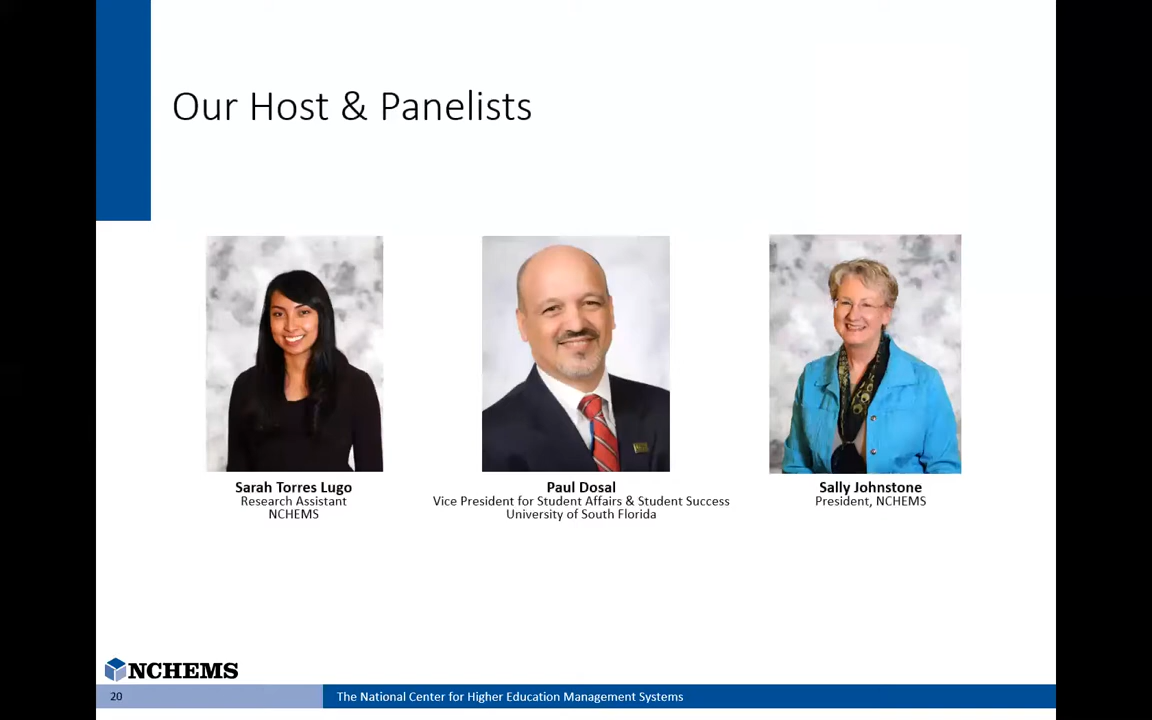 Our Host & Panelists
Sarah Torres Lugo
Research Assistant
NCHEMS
Paul Dosal
Vice President for Student Affairs & Student Success
University of South Florida
Sally Johnstone
President, NCHEMS
NCHEMS
20
The National Center for Higher Education Management Systems